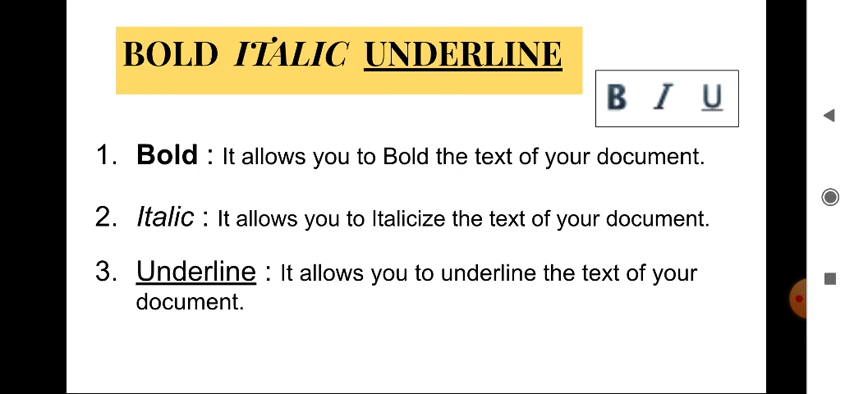 BOLD ITALIC UNDERLINE
B I U
1. Bold : It allows you to Bold the text of your document.
2. Italic : It allows you to Italicize the text of your document.
3. Underline : It allows you to underline the text of your
document.